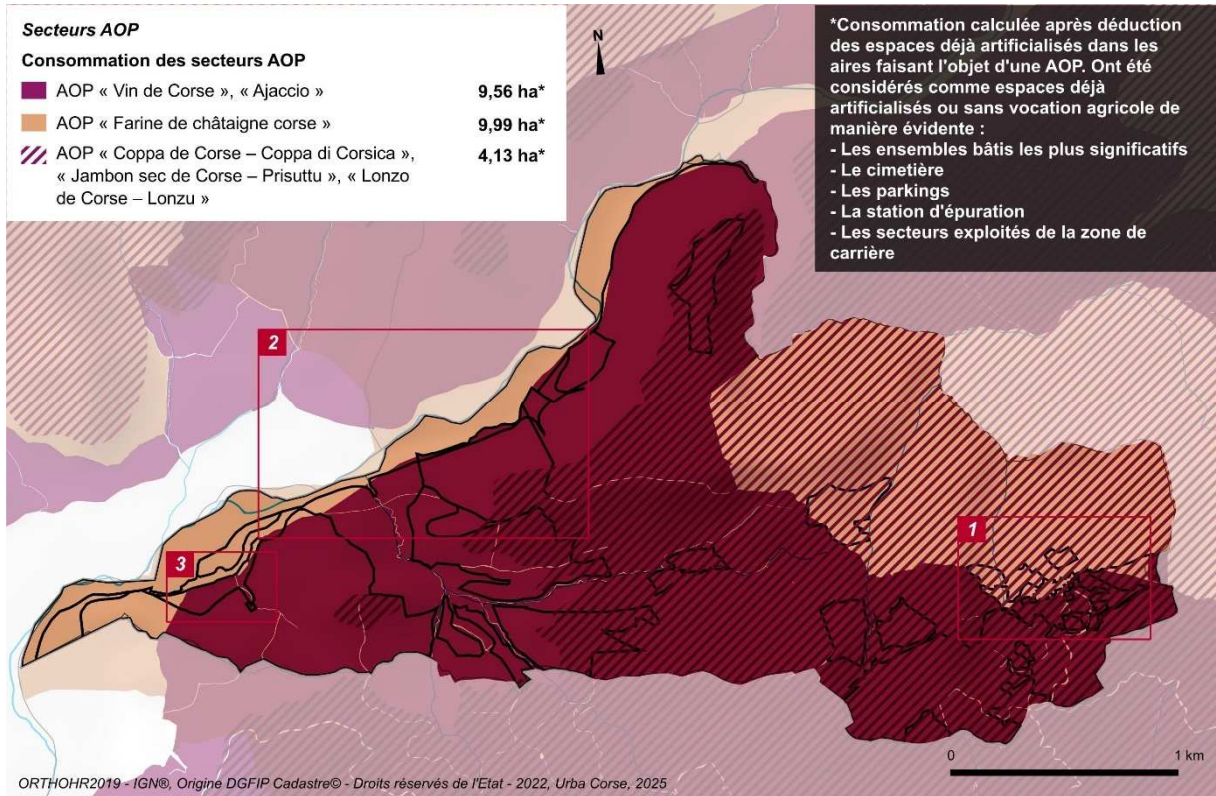 Secteurs AOP
Consommation des secteurs AOP
AOP « Vin de Corse », « Ajaccio » 9,56 ha*
AOP « Farine de châtaigne corse » 9,99 ha*
AOP « Coppa de Corse – Coppa di Corsica », 4,13 ha*
« Jambon sec de Corse – Prisuttu », « Lonzo
de Corse – Lonzu »
N
*Consommation calculée après déduction
des espaces déjà artificialisés dans les
aires faisant l'objet d'une AOP. Ont été
considérés comme espaces déjà
artificialisés ou sans vocation agricole de
manière évidente :
- Les ensembles bâtis les plus significatifs
- Le cimetière
- Les parkings
- La station d'épuration
- Les secteurs exploités de la zone de
carrière
2
1
3
0 1 km
ORTHOHR2019 - IGN®, Origine DGFIP Cadastre© - Droits réservés de l'Etat - 2022, Urba Corse, 2025